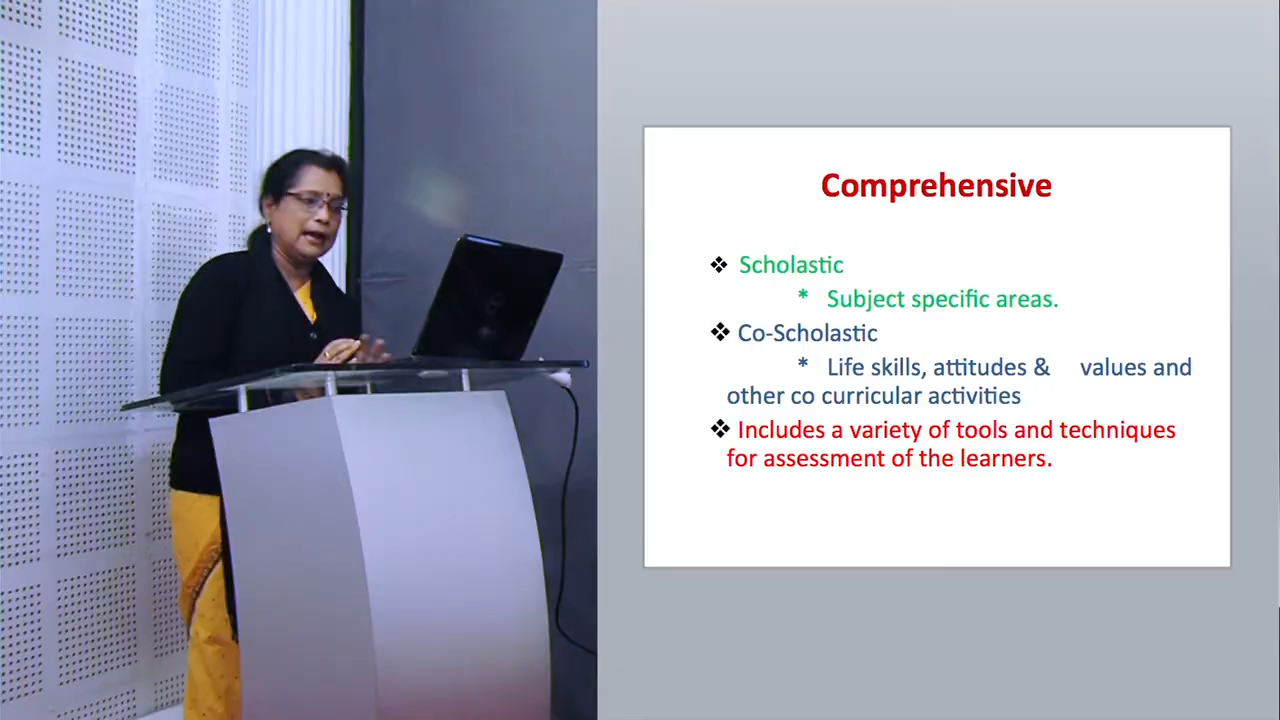 Comprehensive
❖ Scholastic
* Subject specific areas.
❖ Co-Scholastic
* Life skills, attitudes & values and
other co curricular activities
❖ Includes a variety of tools and techniques
for assessment of the learners.